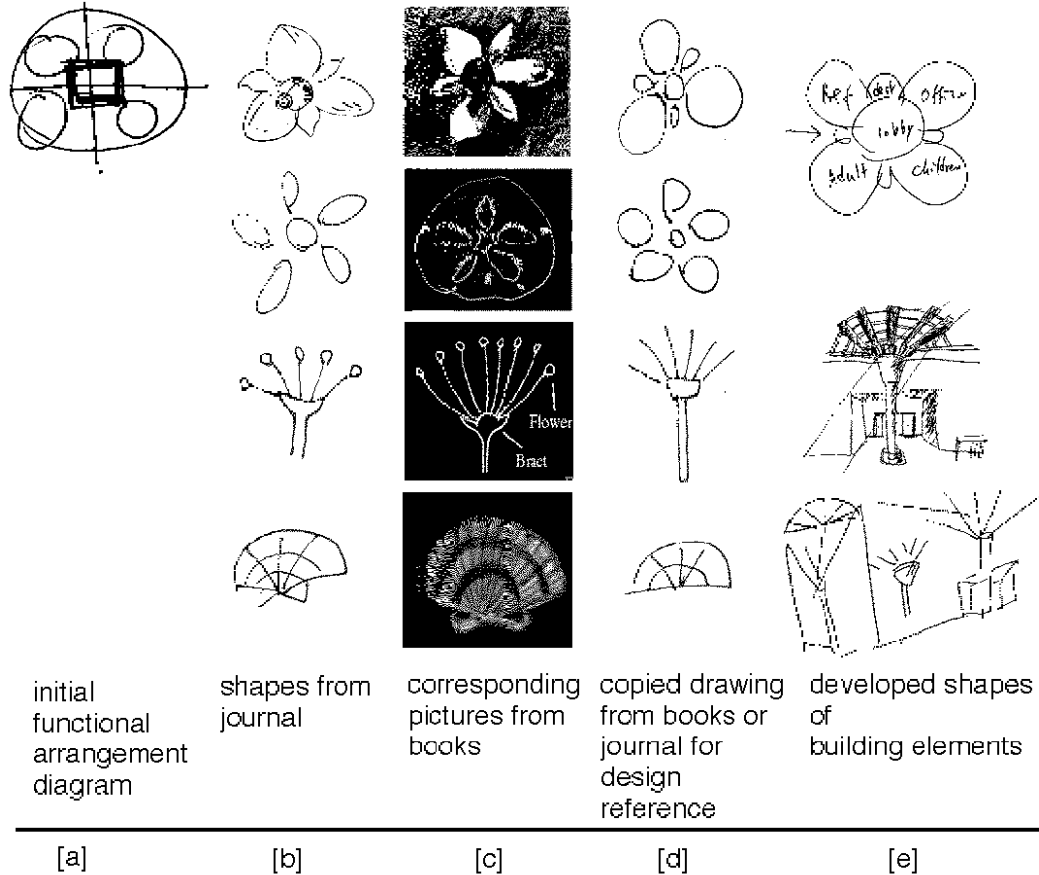 Ref
desk
Office
lobby
adult
children
Flower
Bract
initial
functional
arrangement
diagram
shapes from
journal
corresponding
pictures from
books
copied drawing
from books or
journal for
design
reference
developed shapes
of
building elements
[a]
[b]
[c]
[d]
[e]